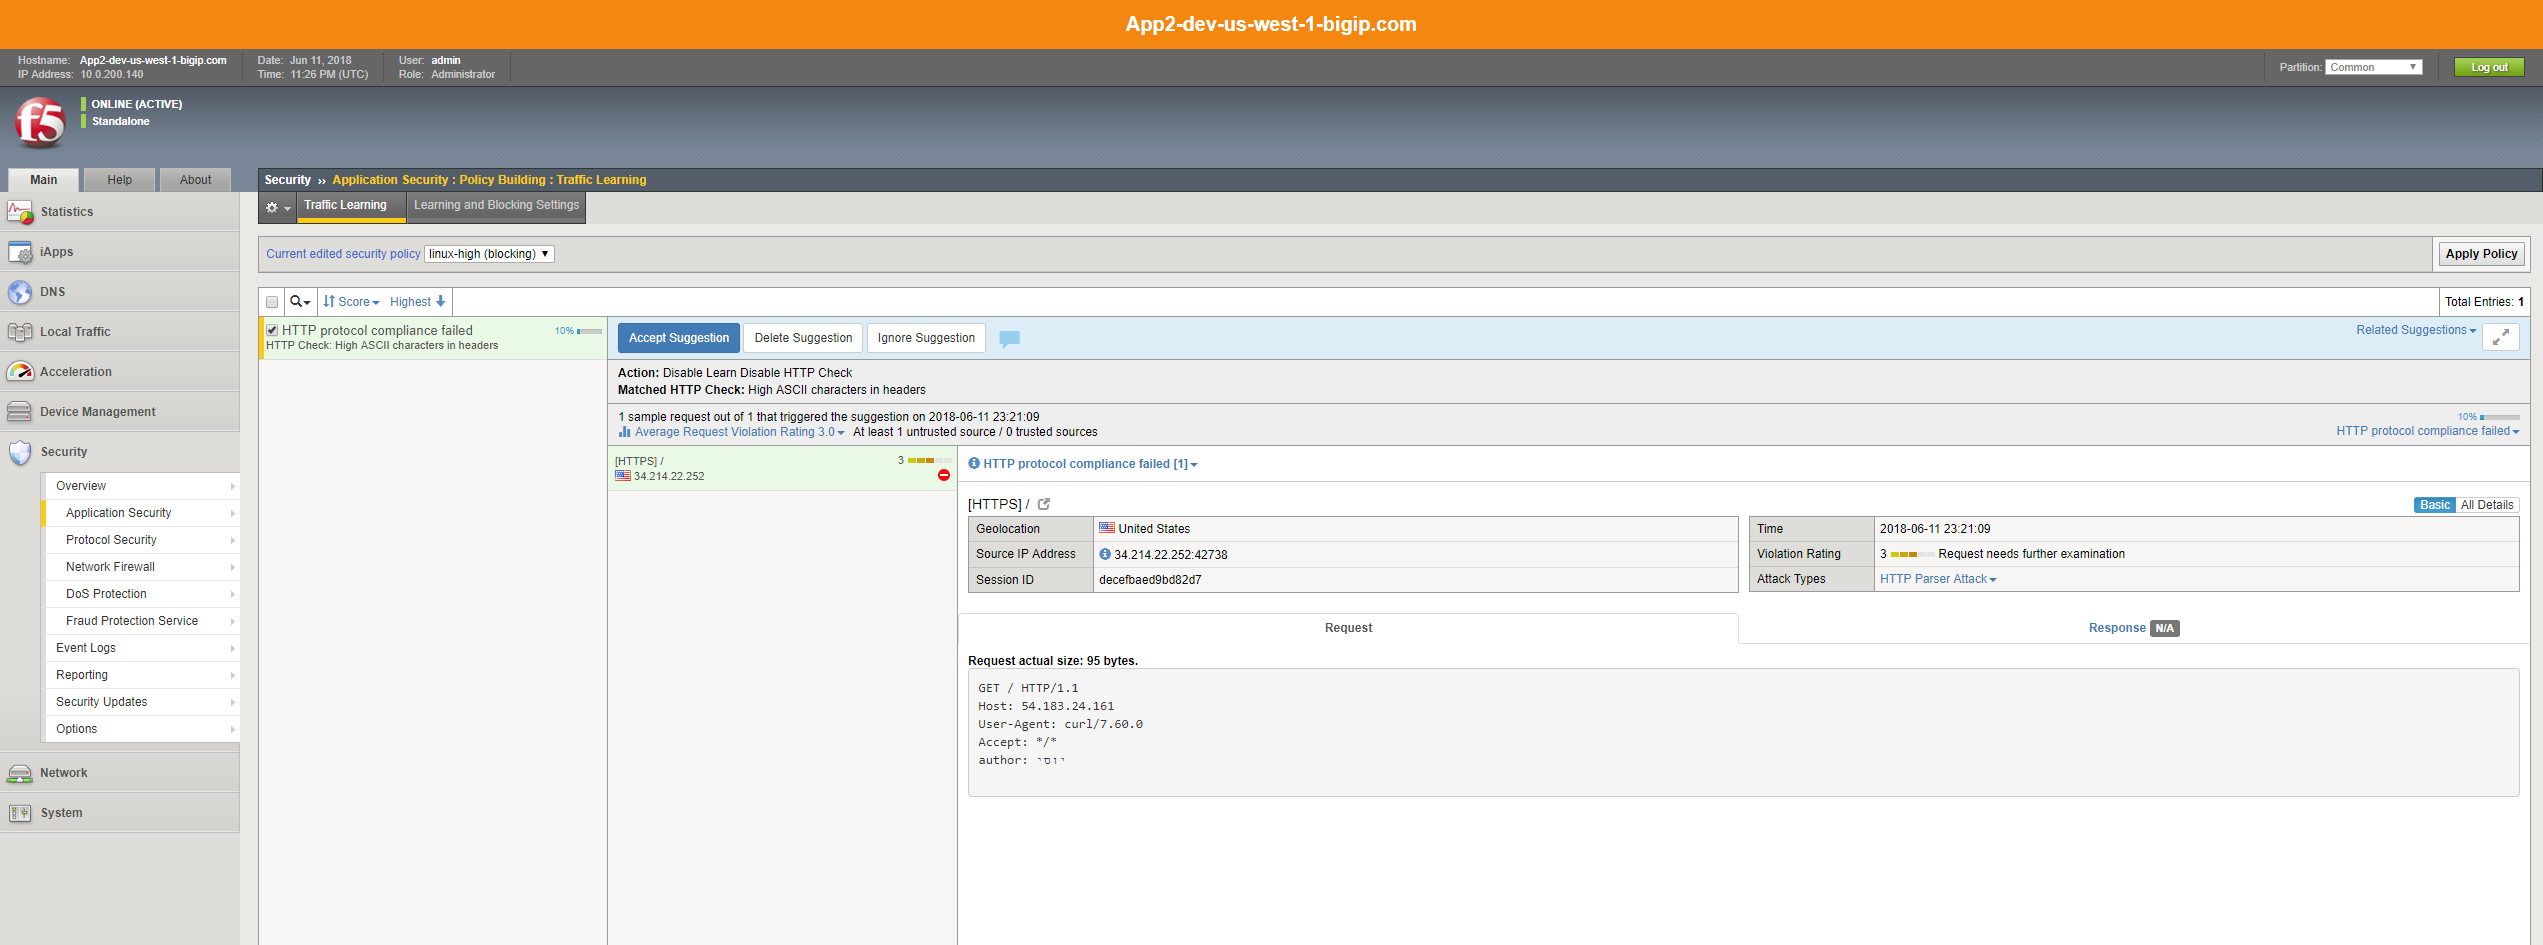 App2-dev-us-west-1-bigip.com
Hostname: App2-dev-us-west-1-bigip.com
IP Address: 10.0.200.140
Date: Jun 11, 2018
Time: 11:26 PM (UTC)
User: admin
Role: Administrator
Partition: Common
Log out
f5
ONLINE (ACTIVE)
Standalone
Main
Help
About
Security ›› Application Security : Policy Building : Traffic Learning
Statistics
iApps
DNS
Local Traffic
Acceleration
Device Management
Security
Overview
Application Security
Protocol Security
Network Firewall
DoS Protection
Fraud Protection Service
Event Logs
Reporting
Security Updates
Options
Network
System
Traffic Learning
Learning and Blocking Settings
Current edited security policy linux-high (blocking)
Apply Policy
Score Highest
Total Entries: 1
HTTP protocol compliance failed 10%
HTTP Check: High ASCII characters in headers
Accept Suggestion
Delete Suggestion
Ignore Suggestion
Related Suggestions
Action: Disable Learn Disable HTTP Check
Matched HTTP Check: High ASCII characters in headers
1 sample request out of 1 that triggered the suggestion on 2018-06-11 23:21:09
Average Request Violation Rating 3.0 At least 1 untrusted source / 0 trusted sources
10%
HTTP protocol compliance failed
[HTTPS] / 3
34.214.22.252
HTTP protocol compliance failed [1]
[HTTPS] /
Basic All Details
Geolocation United States
Source IP Address 34.214.22.252:42738
Session ID decefbaed9bd82d7
Time 2018-06-11 23:21:09
Violation Rating 3 Request needs further examination
Attack Types HTTP Parser Attack
Request
Response N/A
Request actual size: 95 bytes.
GET / HTTP/1.1
Host: 54.183.24.161
User-Agent: curl/7.60.0
Accept: */*
author: יוסי